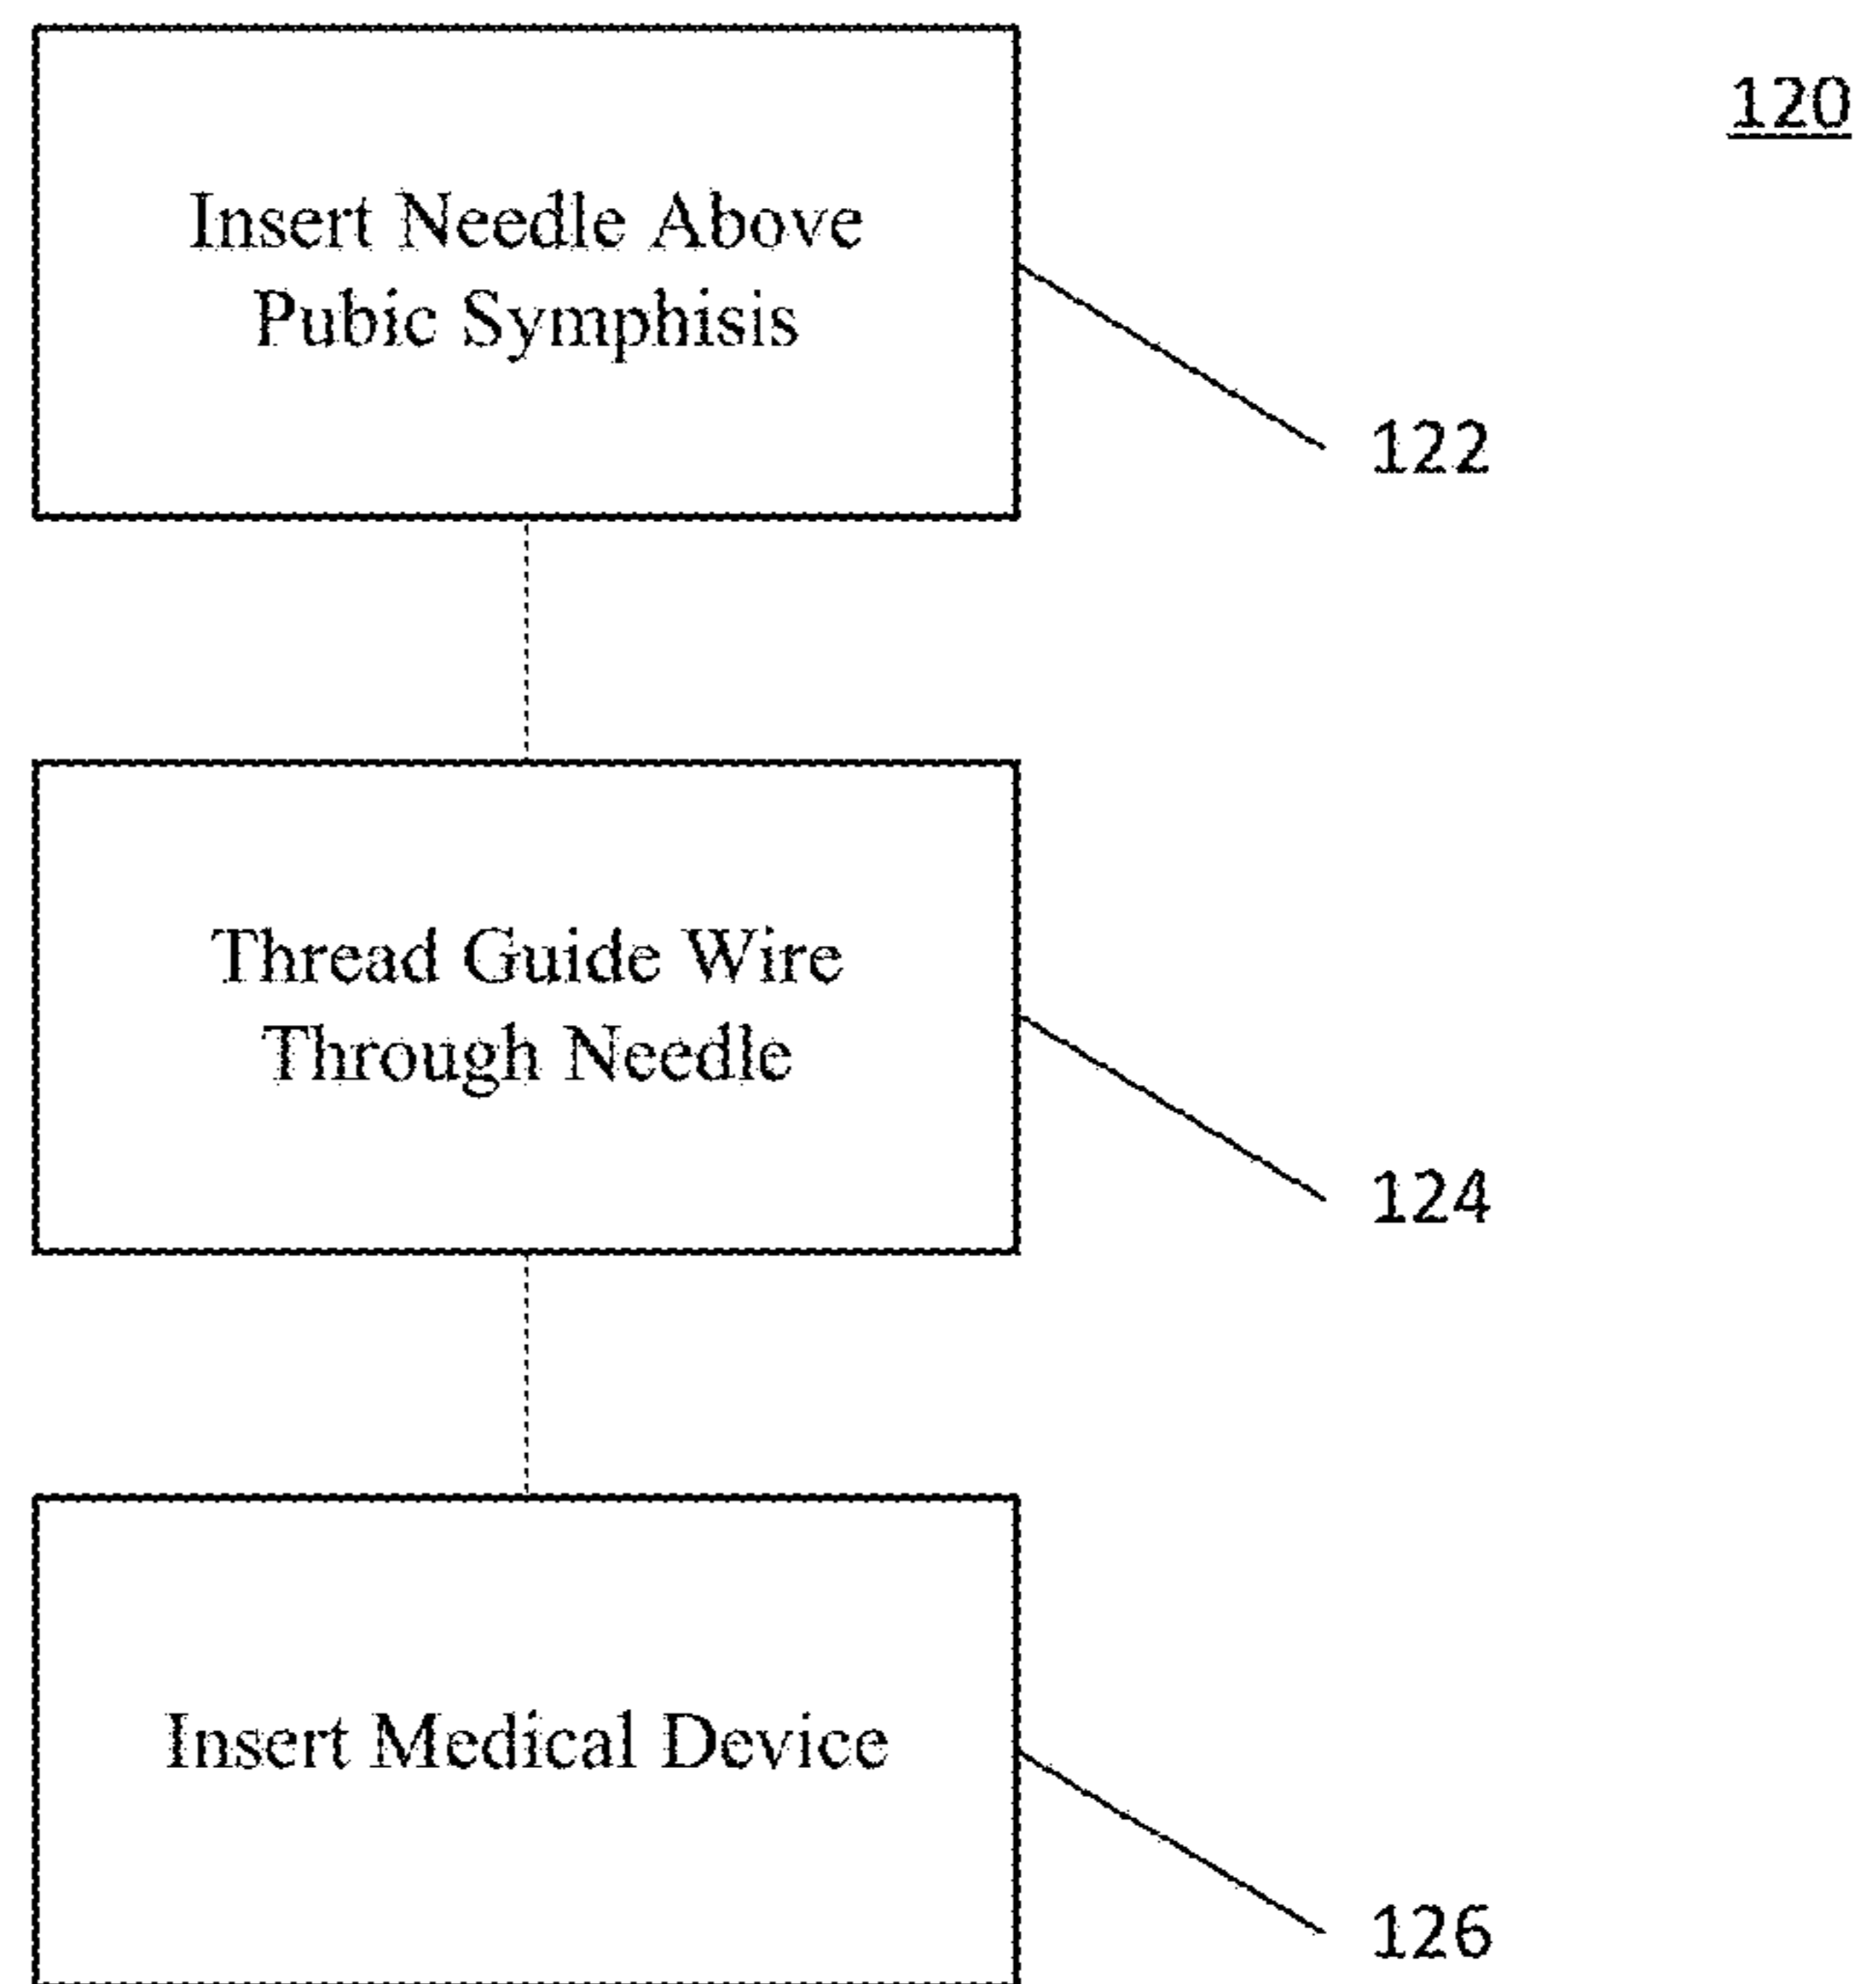 120
Insert Needle Above
Pubic Symphisis
122
Thread Guide Wire
Through Needle
124
Insert Medical Device
126